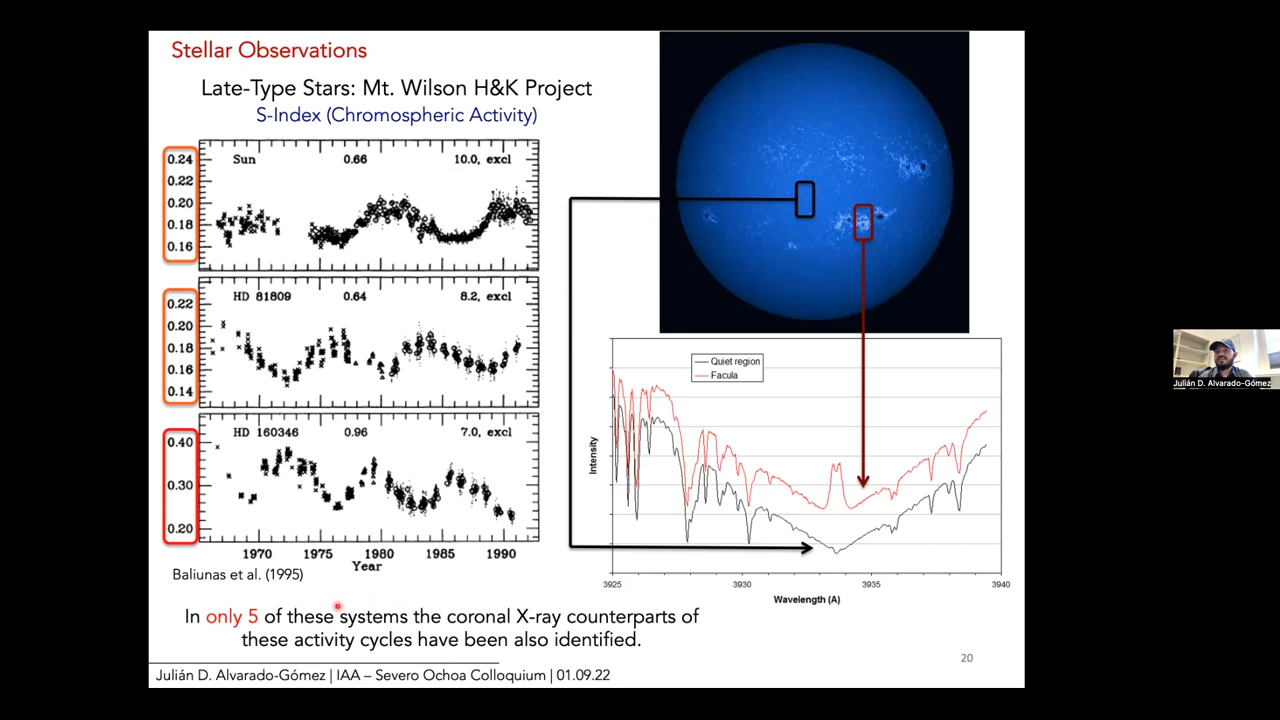 Stellar Observations
Late-Type Stars: Mt. Wilson H&K Project
S-Index (Chromospheric Activity)
0.24
0.22
0.20
0.18
0.16
Sun 0.66 10.0, excl
0.22
0.20
0.18
0.16
0.14
HD 81809 0.64 8.2, excl
0.40
0.30
0.20
HD 160346 0.96 7.0, excl
1970 1975 1980 1985 1990
Year
Baliunas et al. (1995)
Quiet region
Facula
Intensity
3925 3930 3935 3940
Wavelength (A)
In only 5 of these systems the coronal X-ray counterparts of
these activity cycles have been also identified.
20
Julián D. Alvarado-Gómez | IAA – Severo Ochoa Colloquium | 01.09.22
Julián D. Alvarado-Gómez